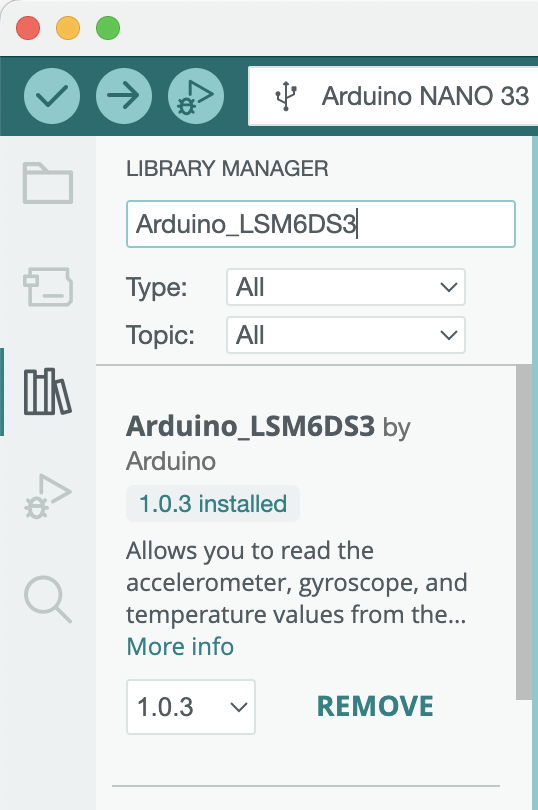 Arduino NANO 33
LIBRARY MANAGER
Arduino_LSM6DS3
Type: All
Topic: All
Arduino_LSM6DS3 by
Arduino
1.0.3 installed
Allows you to read the
accelerometer, gyroscope, and
temperature values from the...
More info
1.0.3 REMOVE